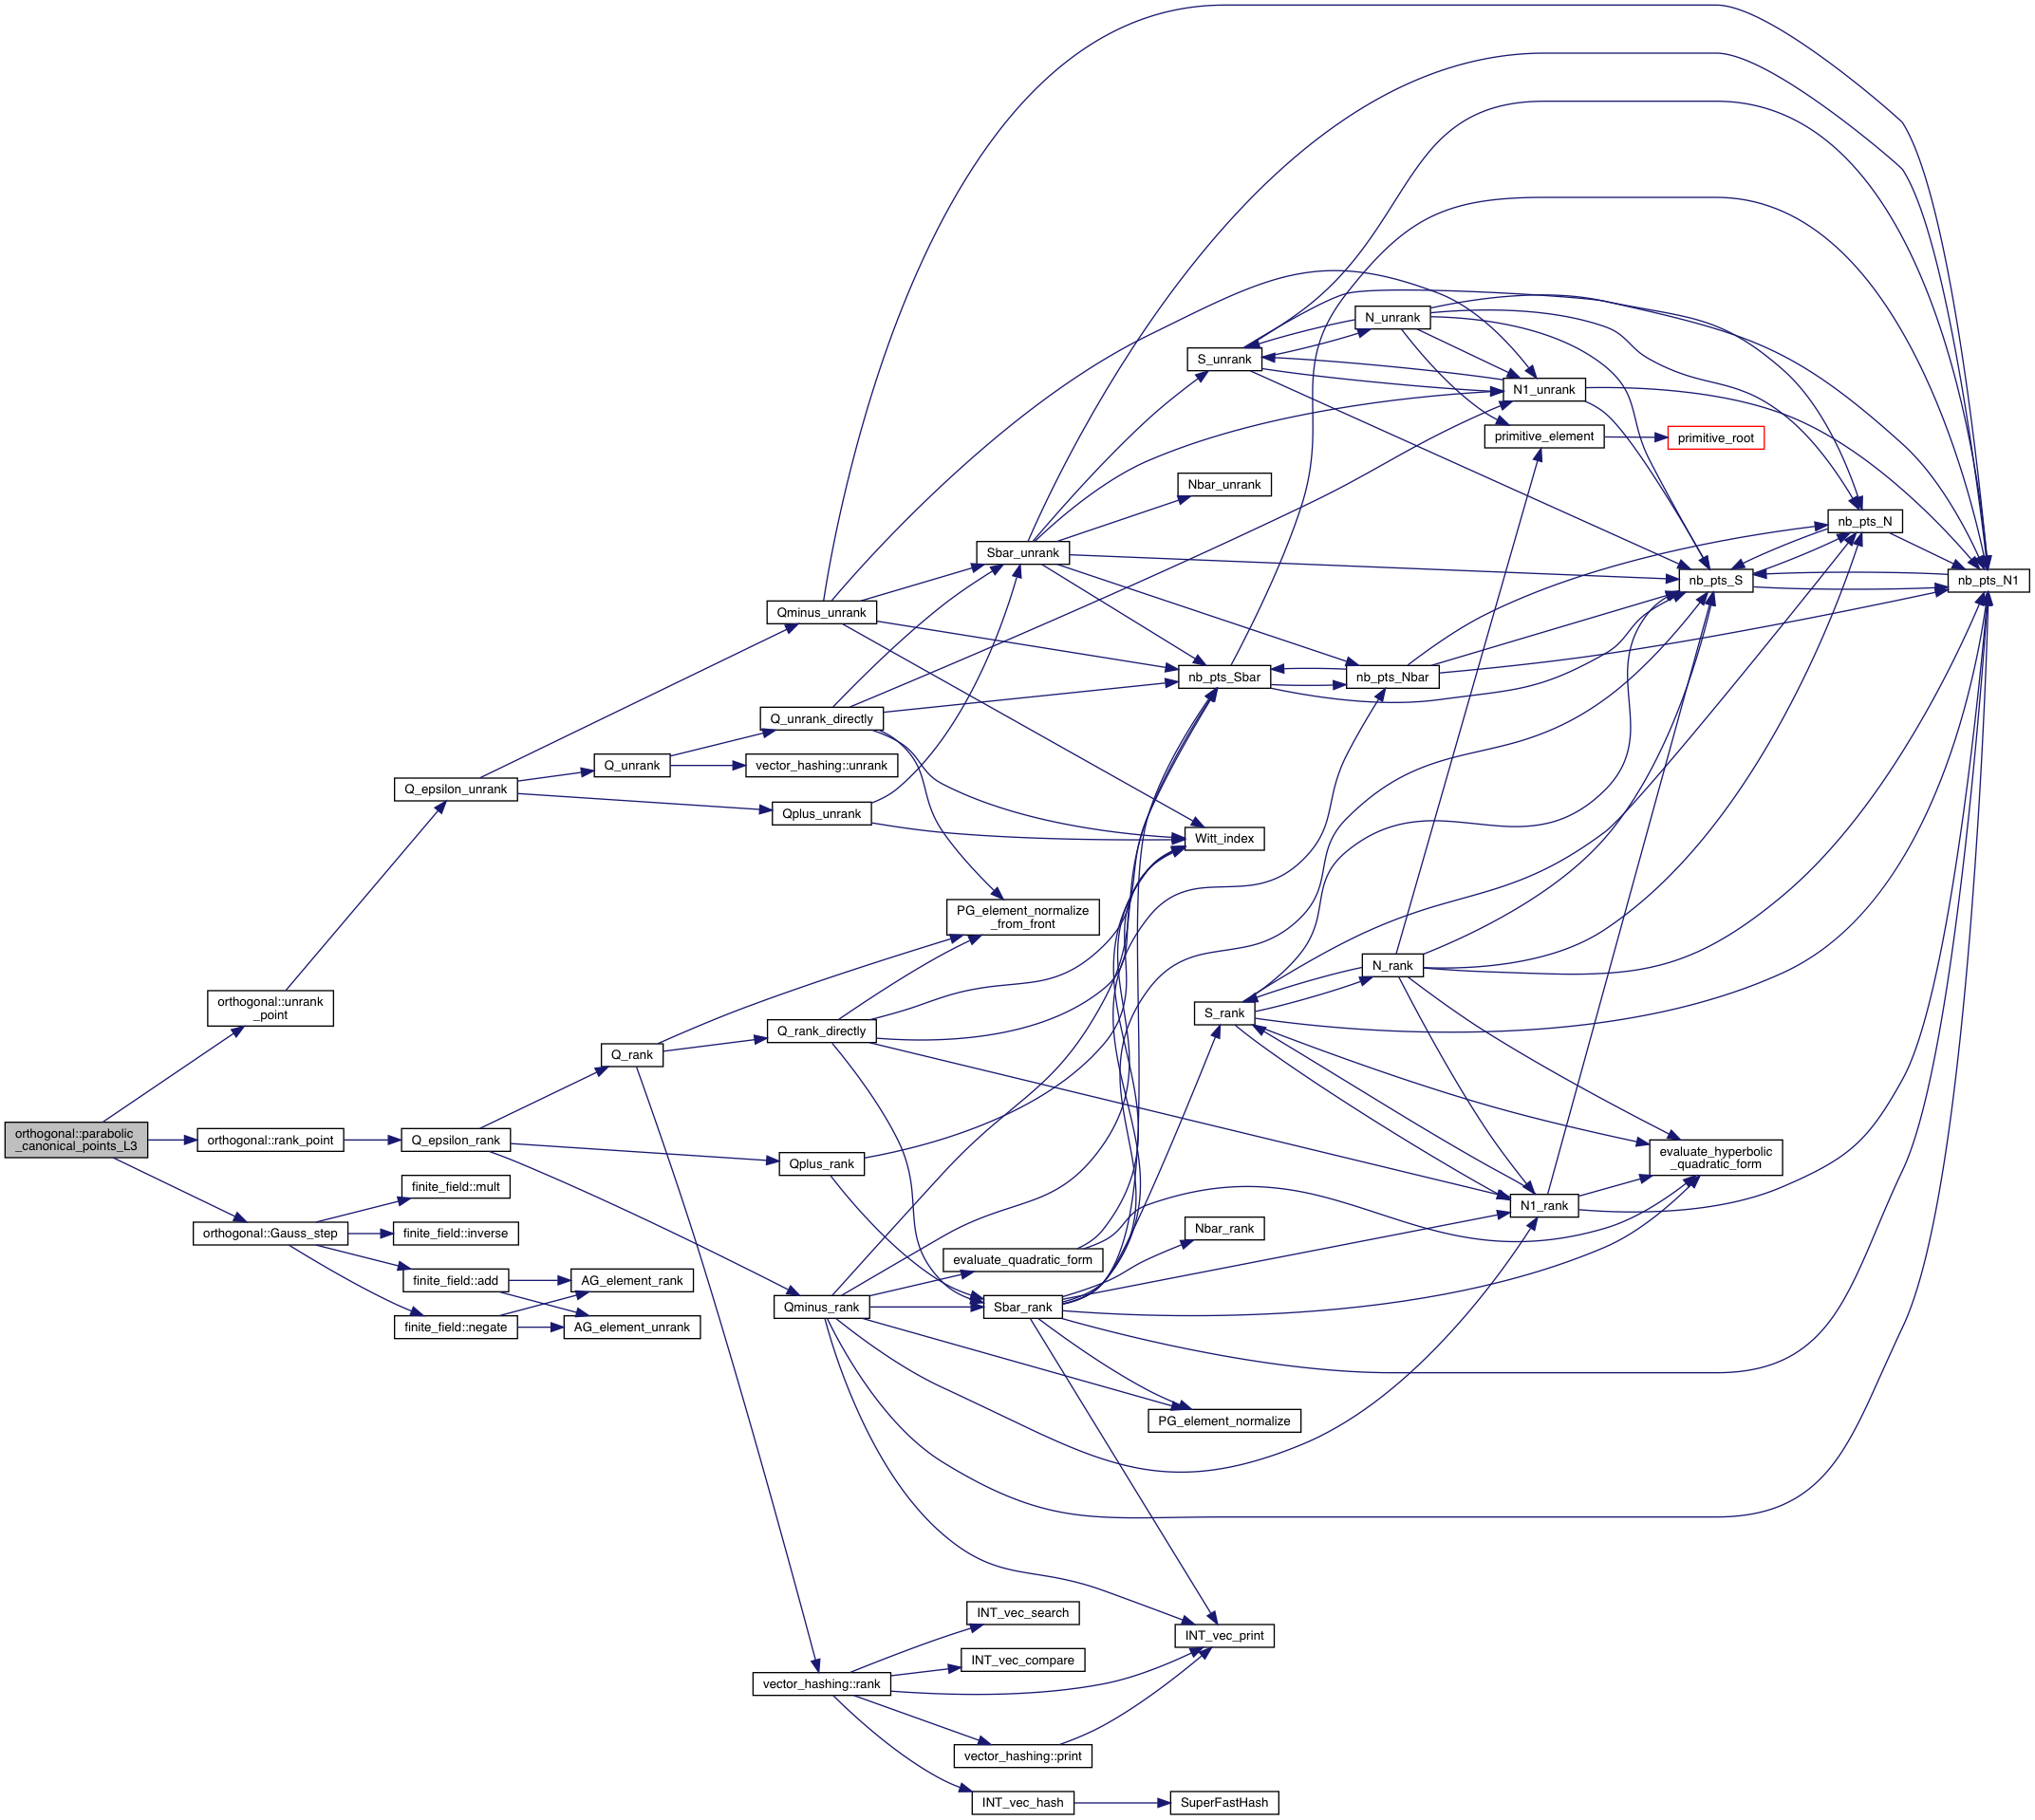 N_unrank
S_unrank
N1_unrank
primitive_element
primitive_root
Nbar_unrank
nb_pts_N
Sbar_unrank
nb_pts_S
nb_pts_N1
Qminus_unrank
nb_pts_Sbar
nb_pts_Nbar
Q_unrank_directly
Q_unrank
vector_hashing::unrank
Q_epsilon_unrank
Qplus_unrank
Witt_index
PG_element_normalize
_from_front
N_rank
orthogonal::unrank
_point
S_rank
Q_rank_directly
Q_rank
orthogonal::parabolic
_canonical_points_L3
orthogonal::rank_point
Q_epsilon_rank
evaluate_hyperbolic
_quadratic_form
Qplus_rank
finite_field::mult
N1_rank
orthogonal::Gauss_step
finite_field::inverse
Nbar_rank
evaluate_quadratic_form
finite_field::add
AG_element_rank
Qminus_rank
Sbar_rank
finite_field::negate
AG_element_unrank
PG_element_normalize
INT_vec_search
INT_vec_print
INT_vec_compare
vector_hashing::rank
vector_hashing::print
INT_vec_hash
SuperFastHash